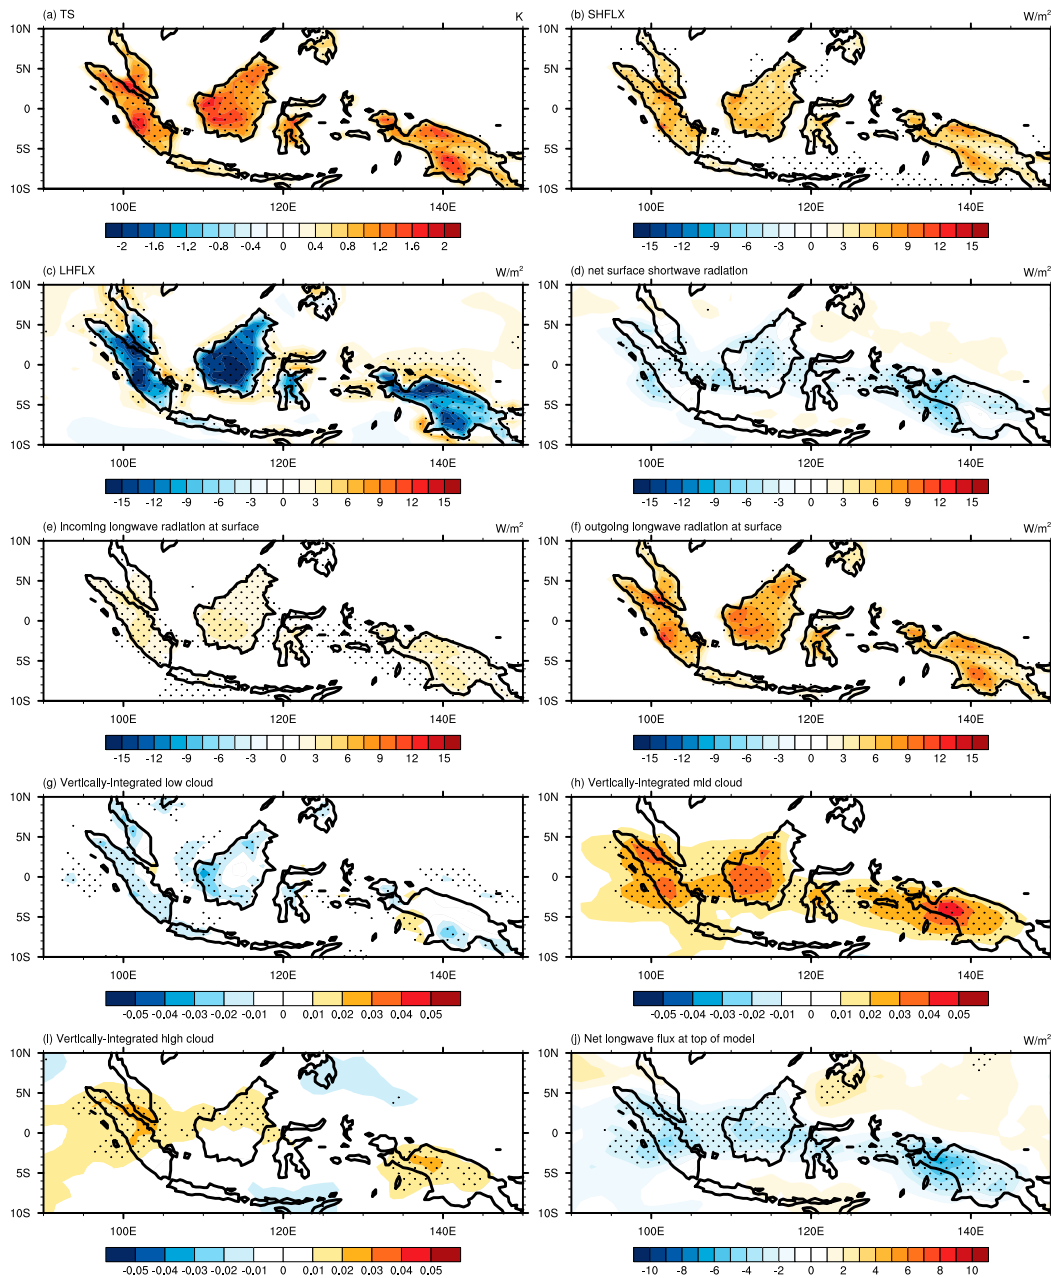 (a) TS K
10N
5N
0
5S
10S
100E 120E 140E
-2 -1.6 -1.2 -0.8 -0.4 0 0.4 0.8 1.2 1.6 2
(b) SHFLX W/m²
10N
5N
0
5S
10S
100E 120E 140E
-15 -12 -9 -6 -3 0 3 6 9 12 15
(c) LHFLX W/m²
10N
5N
0
5S
10S
100E 120E 140E
-15 -12 -9 -6 -3 0 3 6 9 12 15
(d) net surface shortwave radiation W/m²
10N
5N
0
5S
10S
100E 120E 140E
-15 -12 -9 -6 -3 0 3 6 9 12 15
(e) Incoming longwave radiation at surface W/m²
10N
5N
0
5S
10S
100E 120E 140E
-15 -12 -9 -6 -3 0 3 6 9 12 15
(f) outgoing longwave radiation at surface W/m²
10N
5N
0
5S
10S
100E 120E 140E
-15 -12 -9 -6 -3 0 3 6 9 12 15
(g) Vertically-integrated low cloud
10N
5N
0
5S
10S
100E 120E 140E
-0.05 -0.04 -0.03 -0.02 -0.01 0 0.01 0.02 0.03 0.04 0.05
(h) Vertically-integrated mid cloud
10N
5N
0
5S
10S
100E 120E 140E
-0.05 -0.04 -0.03 -0.02 -0.01 0 0.01 0.02 0.03 0.04 0.05
(i) Vertically-integrated high cloud
10N
5N
0
5S
10S
100E 120E 140E
-0.05 -0.04 -0.03 -0.02 -0.01 0 0.01 0.02 0.03 0.04 0.05
(j) Net longwave flux at top of model W/m²
10N
5N
0
5S
10S
100E 120E 140E
-10 -8 -6 -4 -2 0 2 4 6 8 10